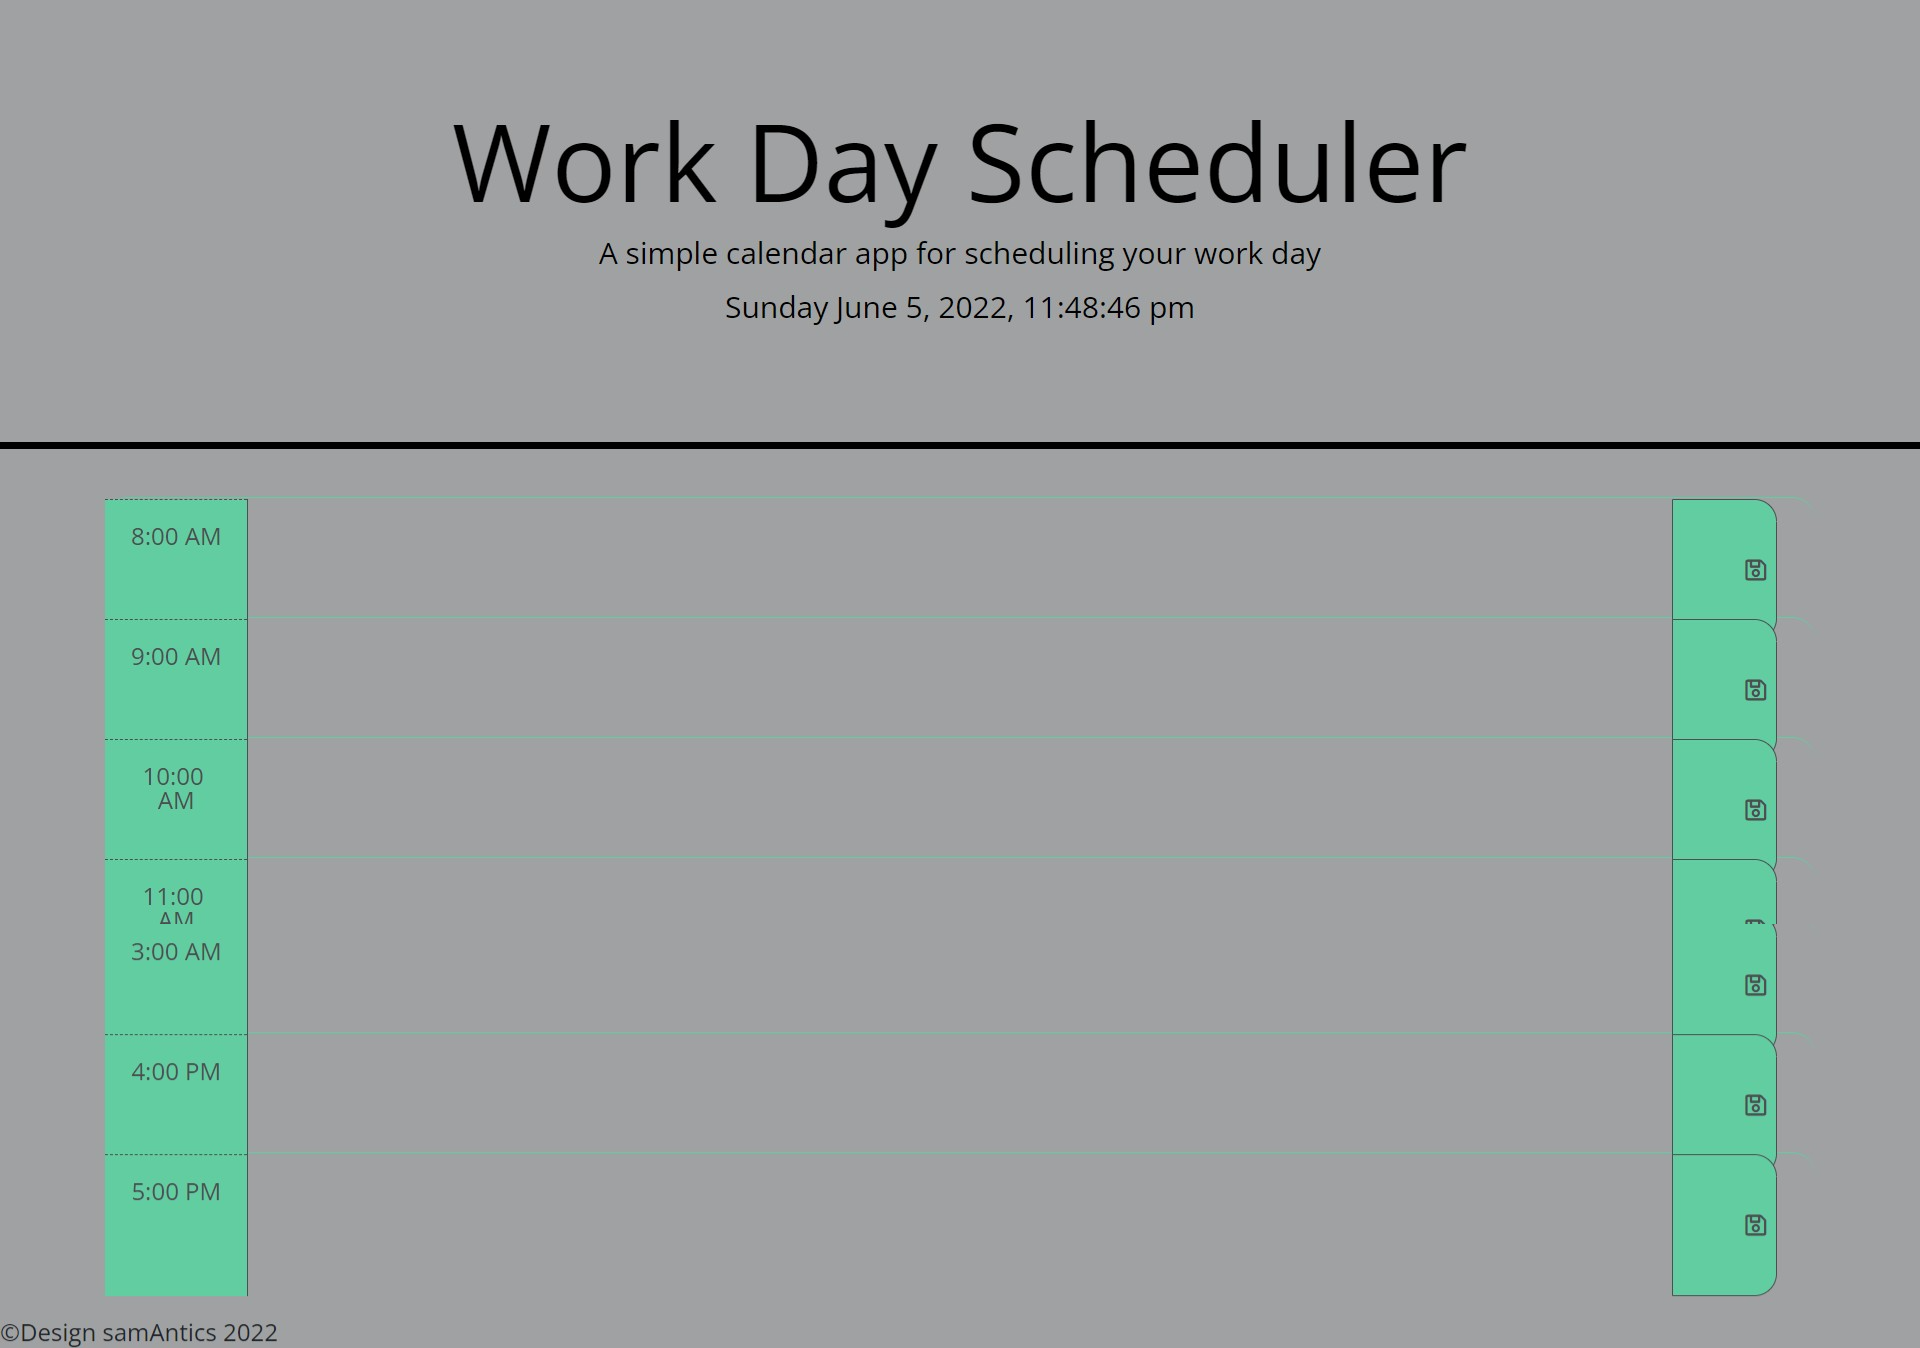 Work Day Scheduler
A simple calendar app for scheduling your work day
Sunday June 5, 2022, 11:48:46 pm
8:00 AM
9:00 AM
10:00
AM
11:00
AM
3:00 AM
4:00 PM
5:00 PM
©Design samAntics 2022